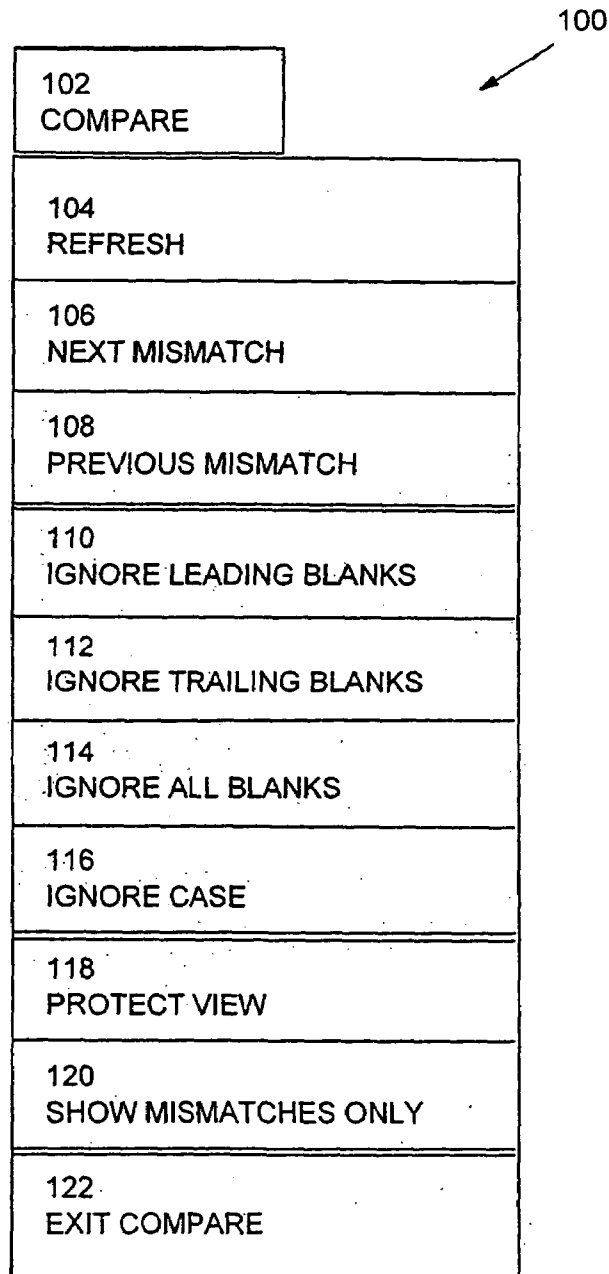 100
102
COMPARE
104
REFRESH
106
NEXT MISMATCH
108
PREVIOUS MISMATCH
110
IGNORE LEADING BLANKS
112
IGNORE TRAILING BLANKS
114
IGNORE ALL BLANKS
116
IGNORE CASE
118
PROTECT VIEW
120
SHOW MISMATCHES ONLY
122
EXIT COMPARE